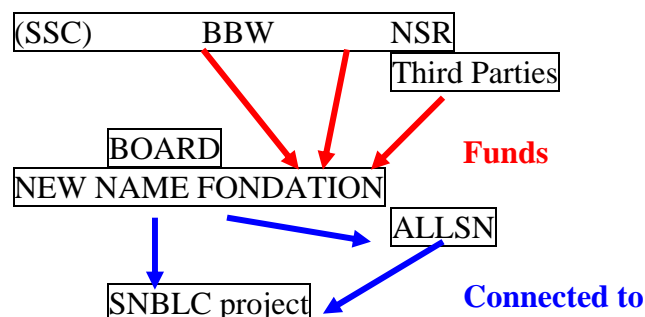 (SSC) BBW NSR
Third Parties
BOARD
Funds
NEW NAME FONDATION
ALLSN
SNBLC project
Connected to